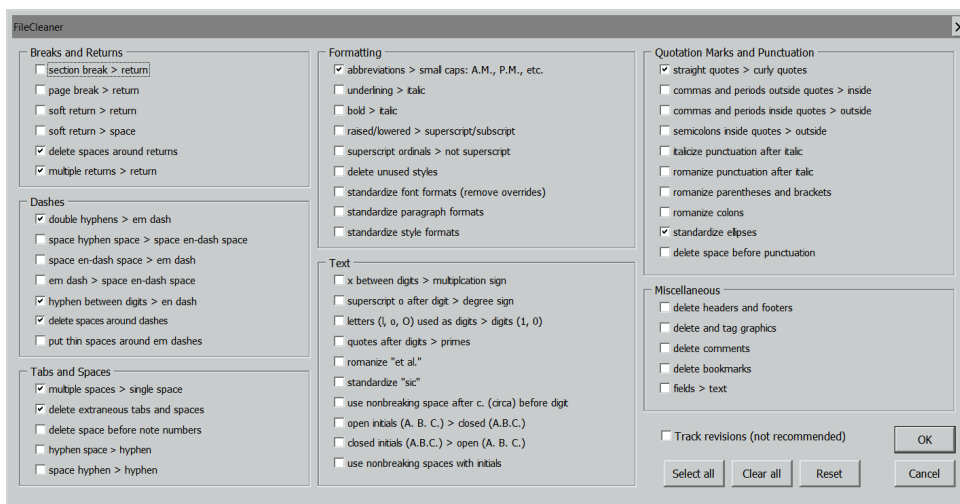 FileCleaner
Breaks and Returns
section break > return
page break > return
soft return > return
soft return > space
delete spaces around returns
multiple returns > return
Dashes
double hyphens > em dash
space hyphen space > space en-dash space
space en-dash space > em dash
em dash > space en-dash space
hyphen between digits > en dash
delete spaces around dashes
put thin spaces around em dashes
Tabs and Spaces
multiple spaces > single space
delete extraneous tabs and spaces
delete space before note numbers
hyphen space > hyphen
space hyphen > hyphen
Formatting
abbreviations > small caps: A.M., P.M., etc.
underlining > italic
bold > italic
raised/lowered > superscript/subscript
superscript ordinals > not superscript
delete unused styles
standardize font formats (remove overrides)
standardize paragraph formats
standardize style formats
Text
x between digits > multiplcation sign
superscript o after digit > degree sign
letters (l, o, O) used as digits > digits (1, 0)
quotes after digits > primes
romanize "et al."
standardize "sic"
use nonbreaking space after c. (circa) before digit
open initials (A. B. C.) > closed (A.B.C.)
closed initials (A.B.C.) > open (A. B. C.)
use nonbreaking spaces with initials
Quotation Marks and Punctuation
straight quotes > curly quotes
commas and periods outside quotes > inside
commas and periods inside quotes > outside
semicolons inside quotes > outside
italicize punctuation after italic
romanize punctuation after italic
romanize parentheses and brackets
romanize colons
standardize ellipses
delete space before punctuation
Miscellaneous
delete headers and footers
delete and tag graphics
delete comments
delete bookmarks
fields > text
Track revisions (not recommended)
OK
Select all
Clear all
Reset
Cancel